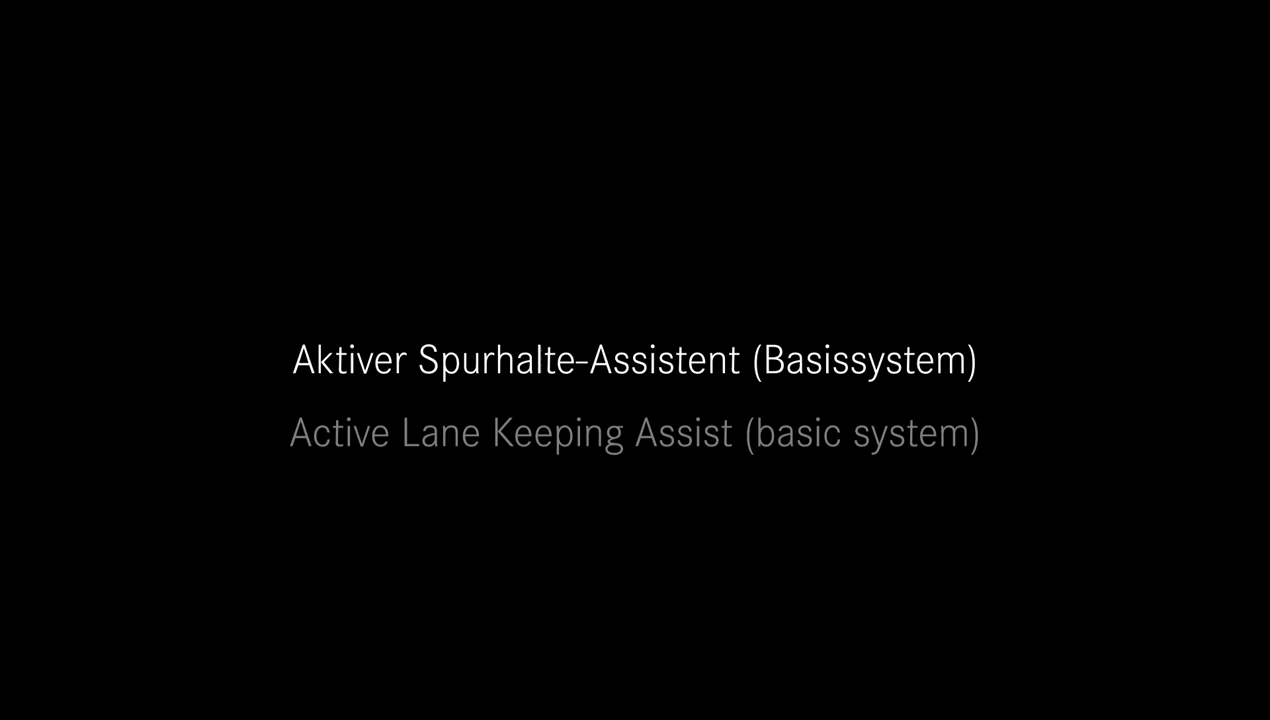 Aktiver Spurhalte-Assistent (Basissystem)
Active Lane Keeping Assist (basic system)